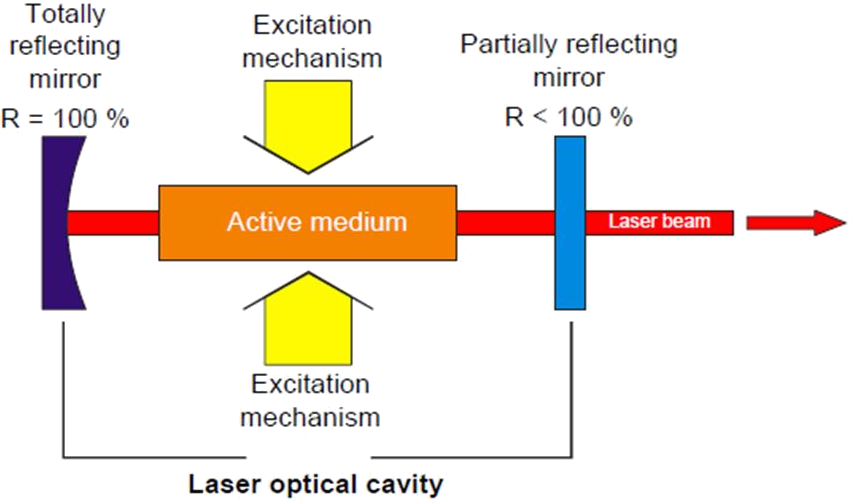 Totally
reflecting
mirror
R = 100 %
Excitation
mechanism
Partially reflecting
mirror
R < 100 %
Active medium
Laser beam
Excitation
mechanism
Laser optical cavity